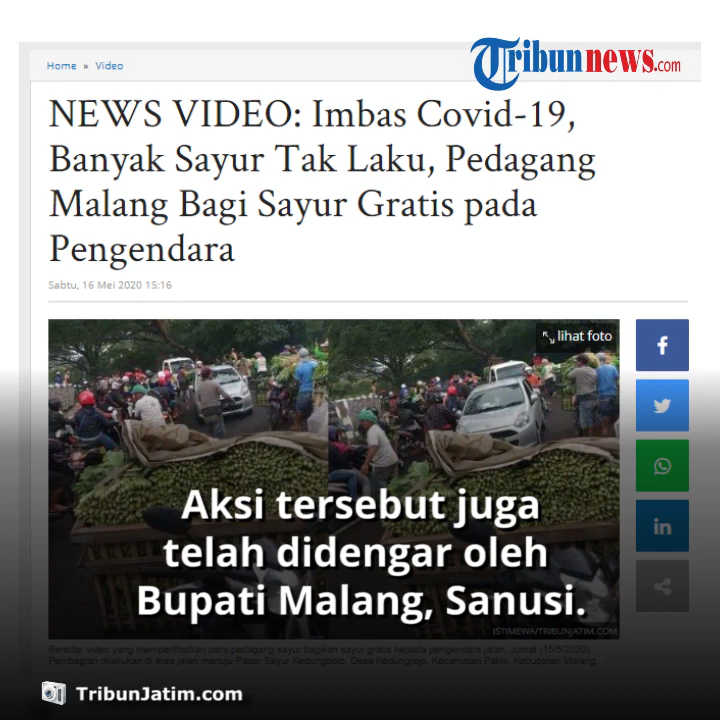 Tribunnews.com
Home » Video
NEWS VIDEO: Imbas Covid-19,
Banyak Sayur Tak Laku, Pedagang
Malang Bagi Sayur Gratis pada
Pengendara
Sabtu, 16 Mei 2020 15:16
lihat foto
Aksi tersebut juga
telah didengar oleh
Bupati Malang, Sanusi.
ISTIMEWA/TRIBUNJATIM.COM
Beredar video yang memperlihatkan para pedagang sayur bagikan sayur gratis kepada pengendara jalan, Jumat (15/5/2020).
Pembagian dilakukan di area jalan menuju Pasar Sayur Kedungboto, Desa Kedungrejo, Kecamatan Pakis, Kabupaten Malang.
TribunJatim.com